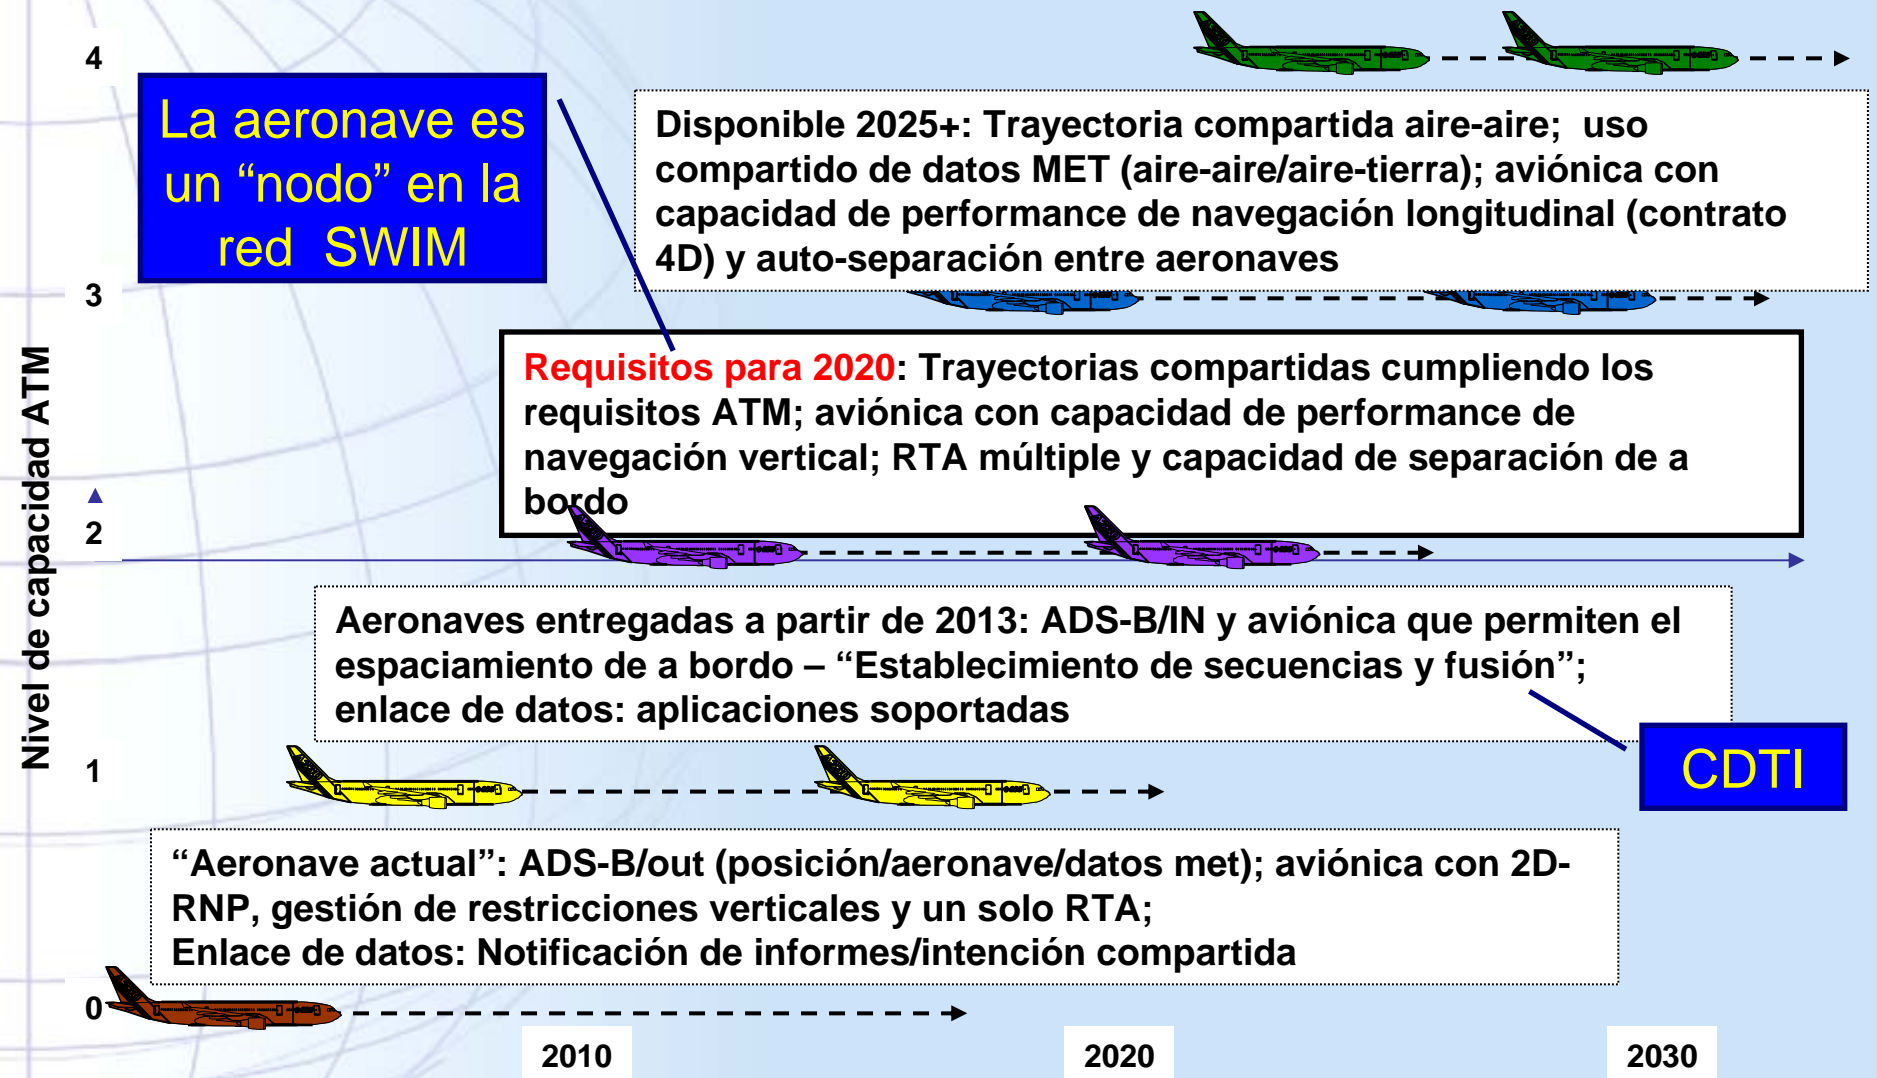 4
La aeronave es
un “nodo” en la
red SWIM
Disponible 2025+: Trayectoria compartida aire-aire; uso
compartido de datos MET (aire-aire/aire-tierra); aviónica con
capacidad de performance de navegación longitudinal (contrato
4D) y auto-separación entre aeronaves
3
Requisitos para 2020: Trayectorias compartidas cumpliendo los
requisitos ATM; aviónica con capacidad de performance de
navegación vertical; RTA múltiple y capacidad de separación de a
bordo
Nivel de capacidad ATM
2
Aeronaves entregadas a partir de 2013: ADS-B/IN y aviónica que permiten el
espaciamiento de a bordo – “Establecimiento de secuencias y fusión”;
enlace de datos: aplicaciones soportadas
CDTI
1
“Aeronave actual”: ADS-B/out (posición/aeronave/datos met); aviónica con 2D-
RNP, gestión de restricciones verticales y un solo RTA;
Enlace de datos: Notificación de informes/intención compartida
0
2010
2020
2030